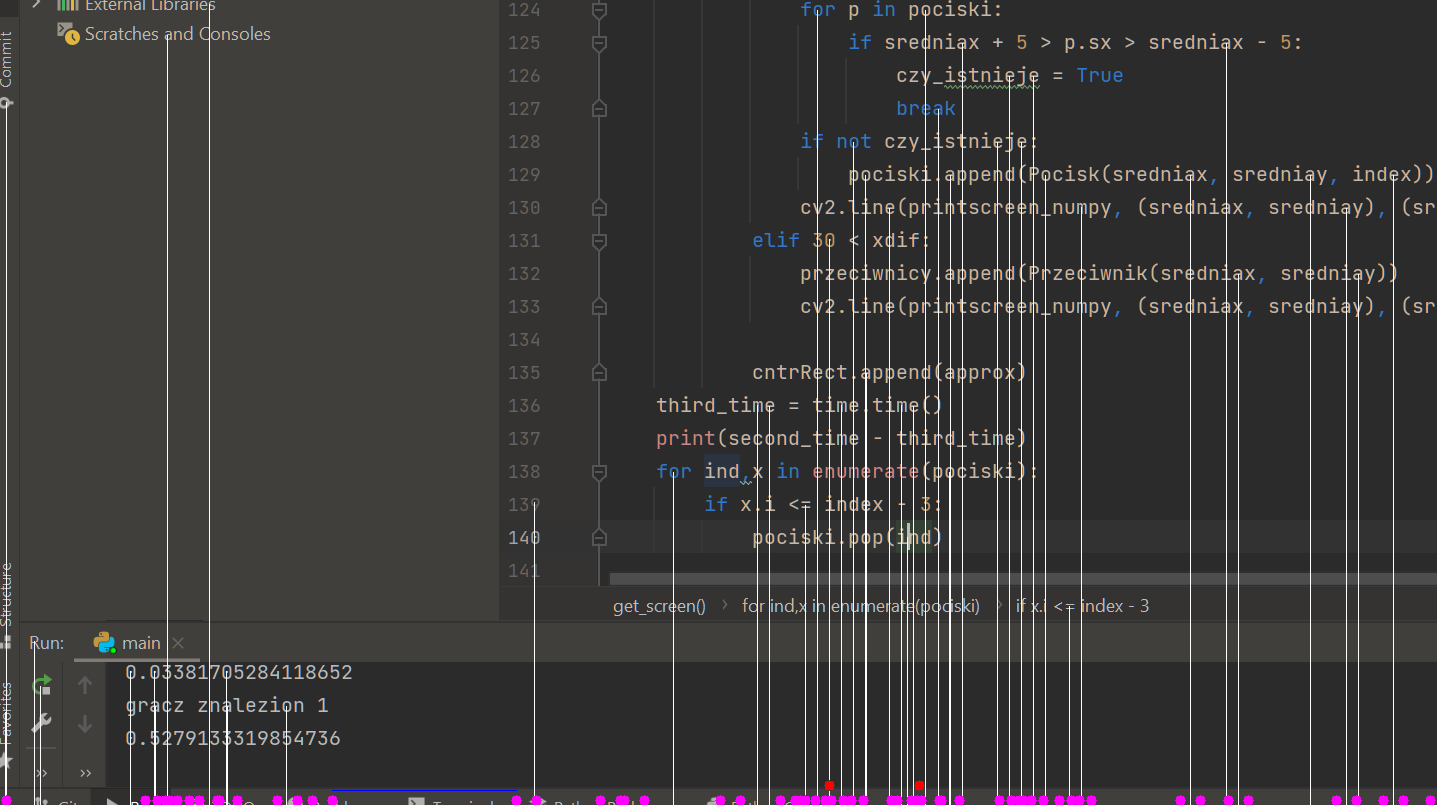 External Libraries
Scratches and Consoles
Commit
Structure
Favorites
124 for p in pociski:
125 if sredniax + 5 > p.sx > sredniax - 5:
126 czy_istnieje = True
127 break
128 if not czy_istnieje:
129 pociski.append(Pocisk(sredniax, sredniay, index))
130 cv2.line(printscreen_numpy, (sredniax, sredniay), (sr
131 elif 30 < xdif:
132 przeciwnicy.append(Przeciwnik(sredniax, sredniay))
133 cv2.line(printscreen_numpy, (sredniax, sredniay), (sr
134
135 cntrRect.append(approx)
136 third_time = time.time()
137 print(second_time - third_time)
138 for ind,x in enumerate(pociski):
139 if x.i <= index - 3:
140 pociski.pop(ind)
141
get_screen() › for ind,x in enumerate(pociski) › if x.i <= index - 3
Run: main ×
0.03381705284118652
gracz znalezion 1
0.5279133319854736